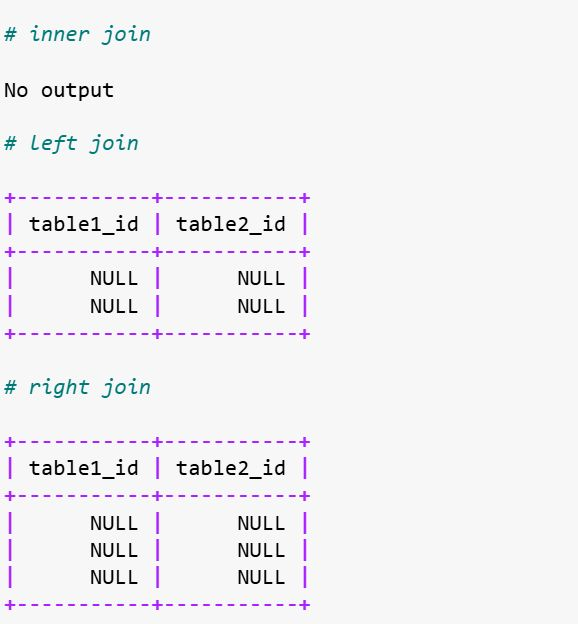 # inner join
No output
# left join
+-----------+-----------+
| table1_id | table2_id |
+-----------+-----------+
|      NULL |      NULL |
|      NULL |      NULL |
+-----------+-----------+
# right join
+-----------+-----------+
| table1_id | table2_id |
+-----------+-----------+
|      NULL |      NULL |
|      NULL |      NULL |
|      NULL |      NULL |
+-----------+-----------+